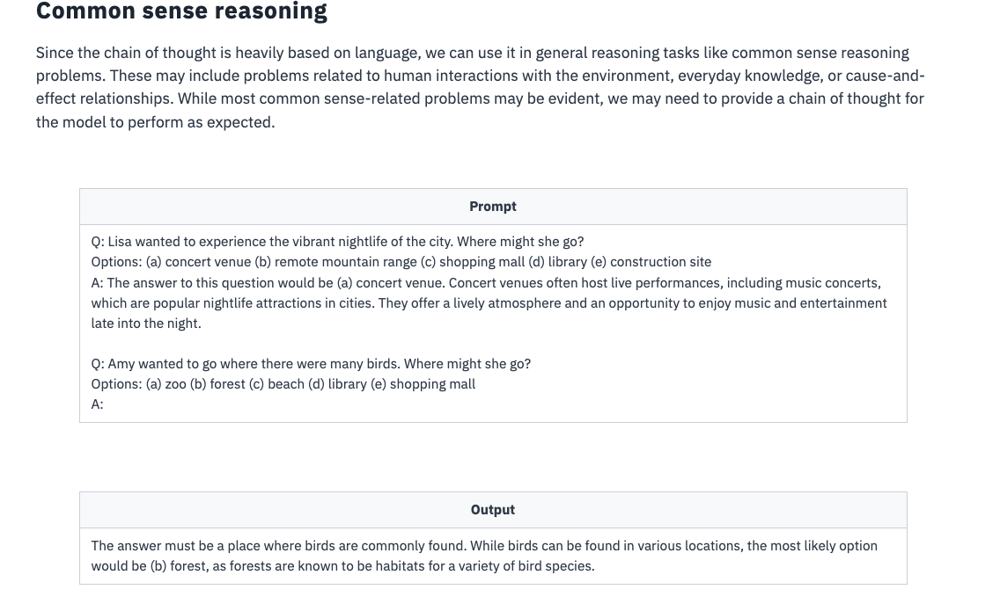 Common sense reasoning
Since the chain of thought is heavily based on language, we can use it in general reasoning tasks like common sense reasoning
problems. These may include problems related to human interactions with the environment, everyday knowledge, or cause-and-
effect relationships. While most common sense-related problems may be evident, we may need to provide a chain of thought for
the model to perform as expected.
Prompt
Q: Lisa wanted to experience the vibrant nightlife of the city. Where might she go?
Options: (a) concert venue (b) remote mountain range (c) shopping mall (d) library (e) construction site
A: The answer to this question would be (a) concert venue. Concert venues often host live performances, including music concerts,
which are popular nightlife attractions in cities. They offer a lively atmosphere and an opportunity to enjoy music and entertainment
late into the night.
Q: Amy wanted to go where there were many birds. Where might she go?
Options: (a) zoo (b) forest (c) beach (d) library (e) shopping mall
A:
Output
The answer must be a place where birds are commonly found. While birds can be found in various locations, the most likely option
would be (b) forest, as forests are known to be habitats for a variety of bird species.